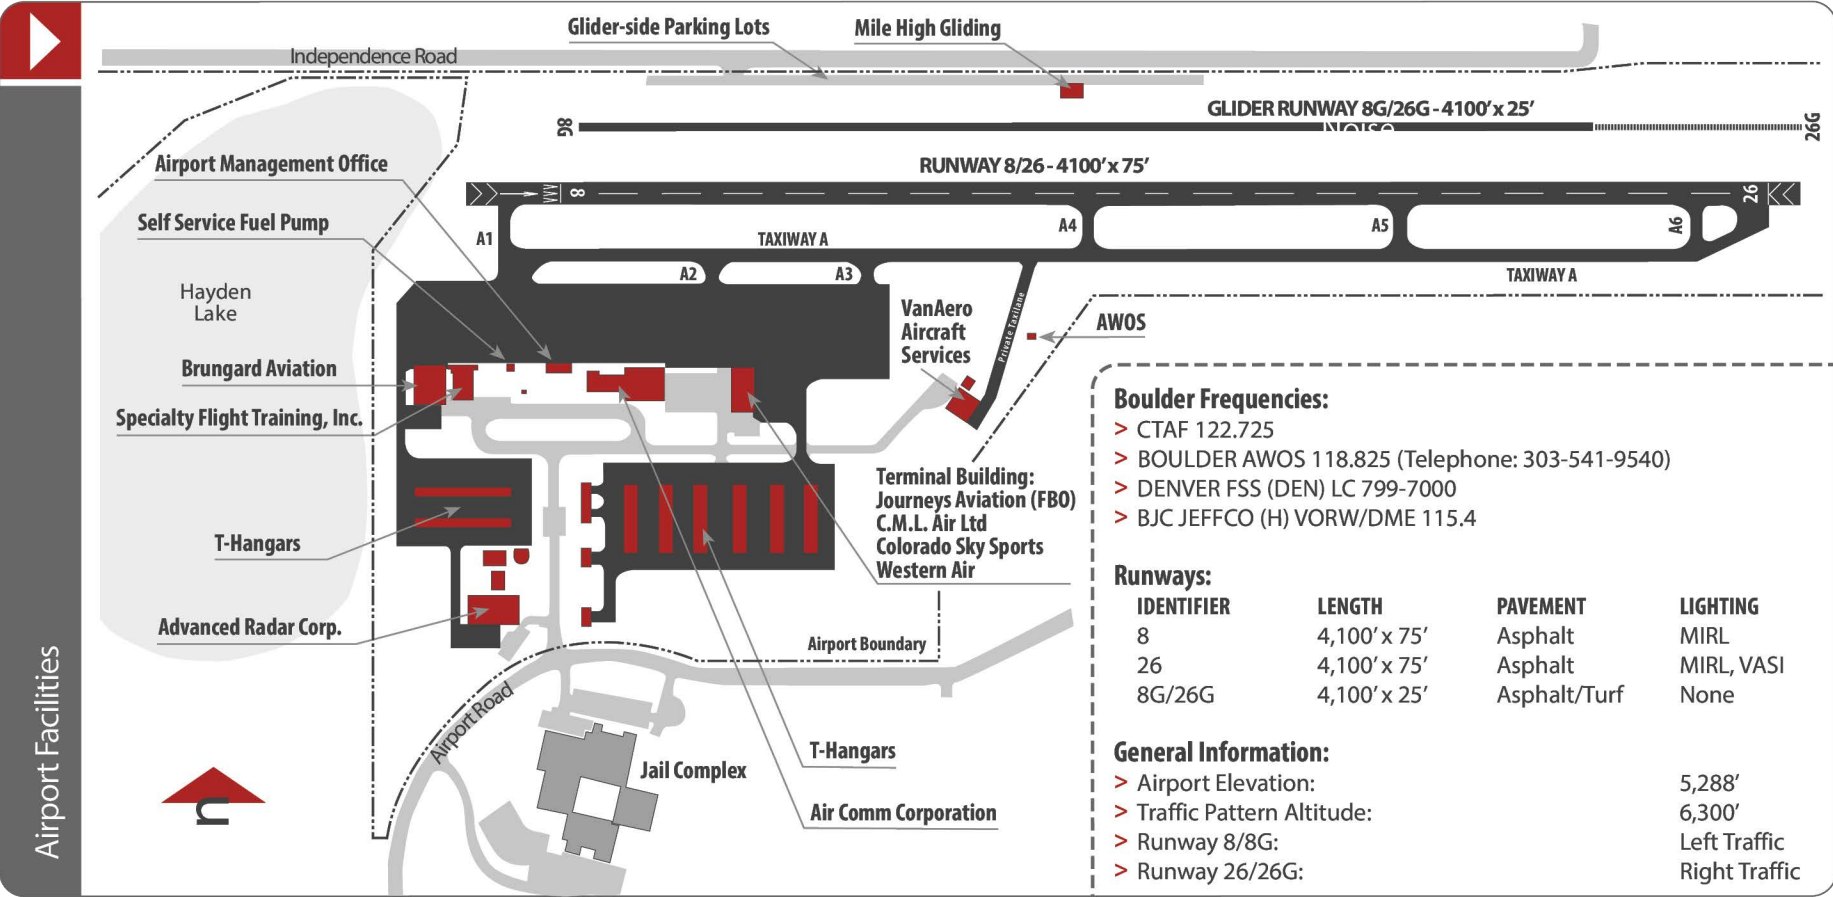 Glider-side Parking Lots
Mile High Gliding
Independence Road
GLIDER RUNWAY 8G/26G - 4100' x 25'
8G
Noise
26G
Airport Management Office
RUNWAY 8/26 - 4100' x 75'
8
26
Self Service Fuel Pump
A1
TAXIWAY A
A4
A5
A6
A2
A3
TAXIWAY A
Hayden
Lake
VanAero
Aircraft
Services
Private Taxilane
AWOS
Brungard Aviation
Specialty Flight Training, Inc.
Terminal Building:
Journeys Aviation (FBO)
C.M.L. Air Ltd
Colorado Sky Sports
Western Air
T-Hangars
Advanced Radar Corp.
Airport Boundary
Airport Road
T-Hangars
Jail Complex
Air Comm Corporation
n
Airport Facilities
Boulder Frequencies:
> CTAF 122.725
> BOULDER AWOS 118.825 (Telephone: 303-541-9540)
> DENVER FSS (DEN) LC 799-7000
> BJC JEFFCO (H) VORW/DME 115.4
Runways:
IDENTIFIER LENGTH PAVEMENT LIGHTING
8 4,100' x 75' Asphalt MIRL
26 4,100' x 75' Asphalt MIRL, VASI
8G/26G 4,100' x 25' Asphalt/Turf None
General Information:
> Airport Elevation: 5,288'
> Traffic Pattern Altitude: 6,300'
> Runway 8/8G: Left Traffic
> Runway 26/26G: Right Traffic